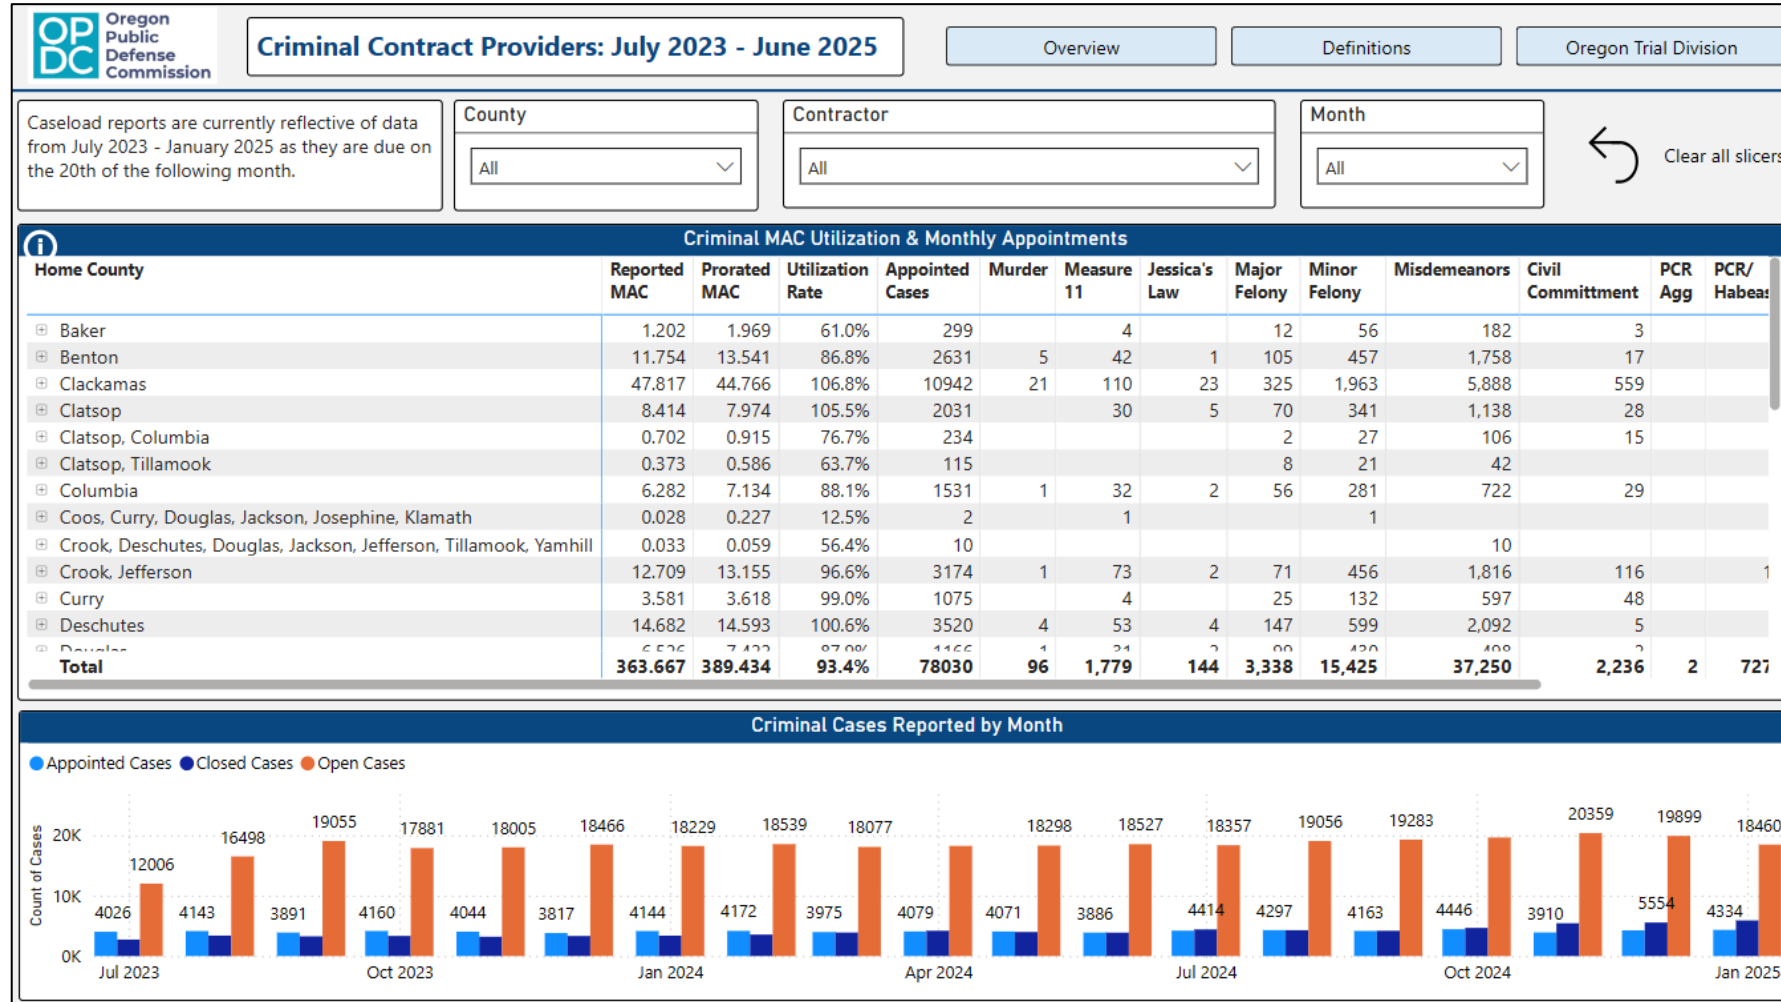 Oregon
Public
Defense
Commission
OP
DC
Criminal Contract Providers: July 2023 - June 2025
Overview
Definitions
Oregon Trial Division
Caseload reports are currently reflective of data
from July 2023 - January 2025 as they are due on
the 20th of the following month.
County
All
Contractor
All
Month
All
Clear all slicers
Criminal MAC Utilization & Monthly Appointments
Home County Reported MAC Prorated MAC Utilization Rate Appointed Cases Murder Measure 11 Jessica's Law Major Felony Minor Felony Misdemeanors Civil Committment PCR Agg PCR/ Habeas
Baker 1.202 1.969 61.0% 299 4 12 56 182 3
Benton 11.754 13.541 86.8% 2631 5 42 1 105 457 1,758 17
Clackamas 47.817 44.766 106.8% 10942 21 110 23 325 1,963 5,888 559
Clatsop 8.414 7.974 105.5% 2031 30 5 70 341 1,138 28
Clatsop, Columbia 0.702 0.915 76.7% 234 2 27 106 15
Clatsop, Tillamook 0.373 0.586 63.7% 115 8 21 42
Columbia 6.282 7.134 88.1% 1531 1 32 2 56 281 722 29
Coos, Curry, Douglas, Jackson, Josephine, Klamath 0.028 0.227 12.5% 2 1 1
Crook, Deschutes, Douglas, Jackson, Jefferson, Tillamook, Yamhill 0.033 0.059 56.4% 10 10
Crook, Jefferson 12.709 13.155 96.6% 3174 1 73 2 71 456 1,816 116 1
Curry 3.581 3.618 99.0% 1075 4 25 132 597 48
Deschutes 14.682 14.593 100.6% 3520 4 53 4 147 599 2,092 5
Douglas
Total 363.667 389.434 93.4% 78030 96 1,779 144 3,338 15,425 37,250 2,236 2 727
Criminal Cases Reported by Month
Appointed Cases Closed Cases Open Cases
Count of Cases
20K
10K
0K
12006 16498 19055 17881 18005 18466 18229 18539 18077 18298 18527 18357 19056 19283 20359 19899 18460
4026 4143 3891 4160 4044 3817 4144 4172 3975 4079 4071 3886 4414 4297 4163 4446 3910 5554 4334
Jul 2023 Oct 2023 Jan 2024 Apr 2024 Jul 2024 Oct 2024 Jan 2025